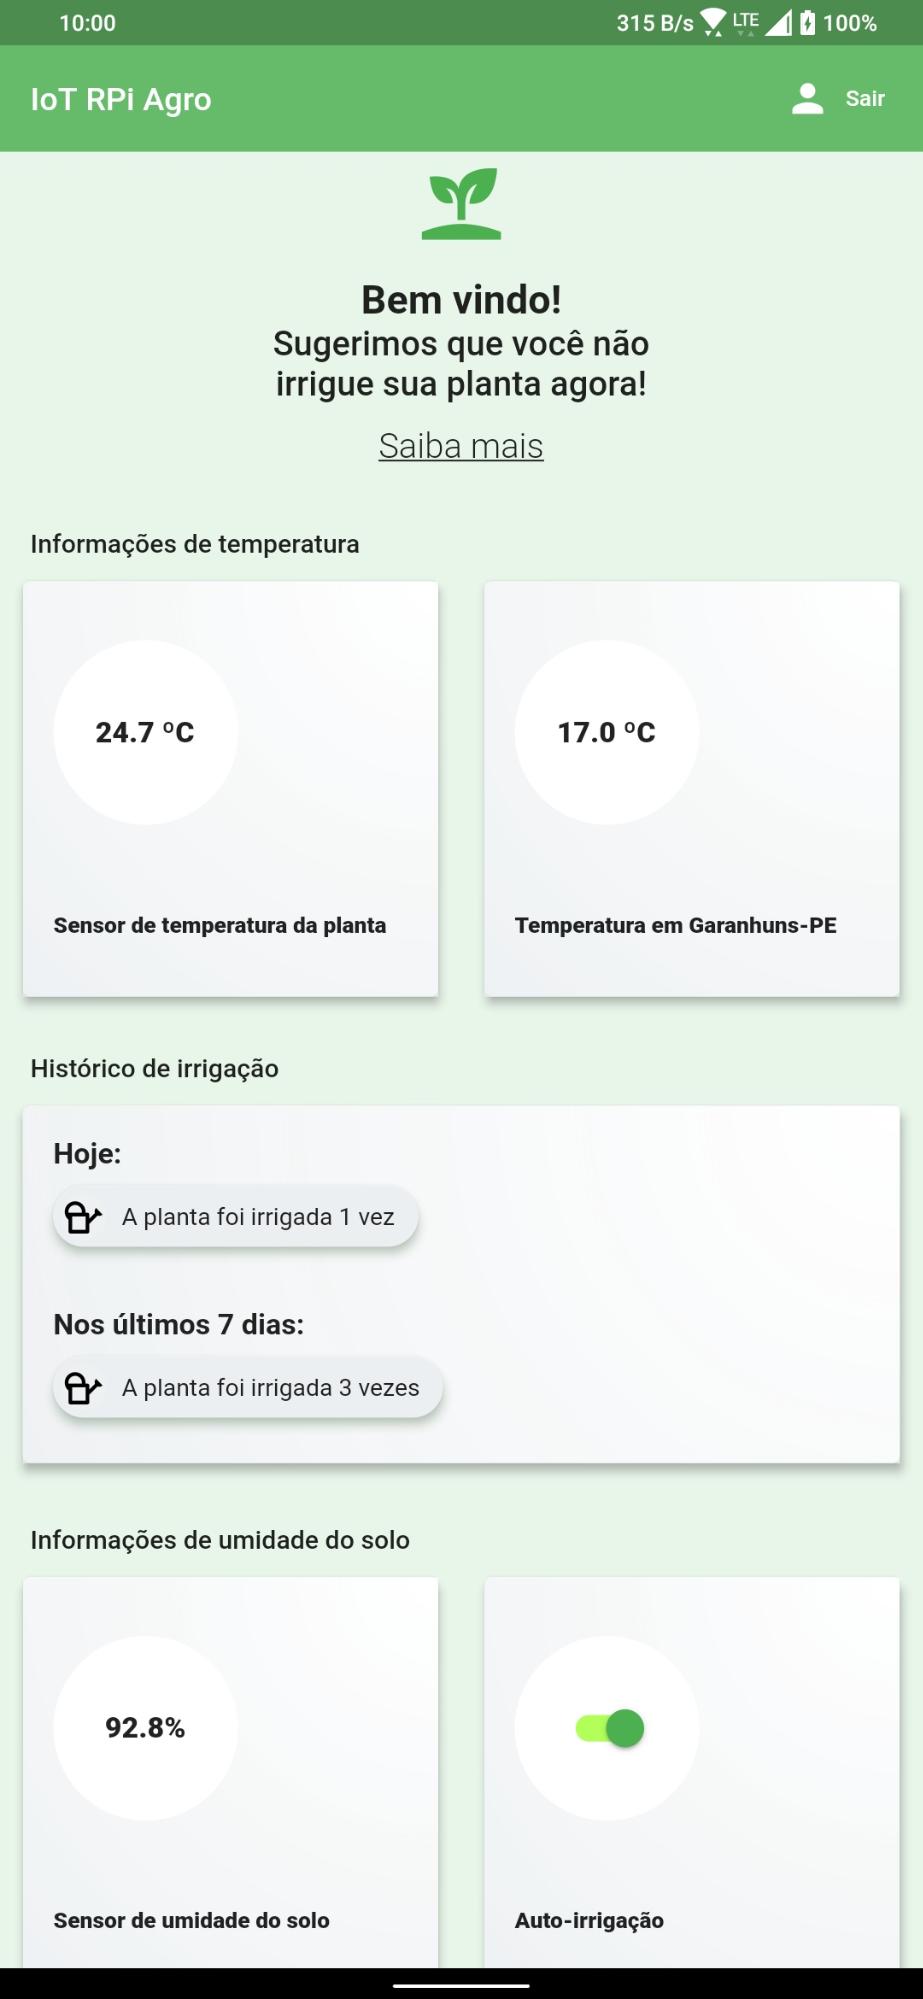 10:00
315 B/s LTE 100%
IoT RPi Agro
Sair
Bem vindo!
Sugerimos que você não
irrigue sua planta agora!
Saiba mais
Informações de temperatura
24.7 ºC
Sensor de temperatura da planta
17.0 ºC
Temperatura em Garanhuns-PE
Histórico de irrigação
Hoje:
A planta foi irrigada 1 vez
Nos últimos 7 dias:
A planta foi irrigada 3 vezes
Informações de umidade do solo
92.8%
Sensor de umidade do solo
Auto-irrigação